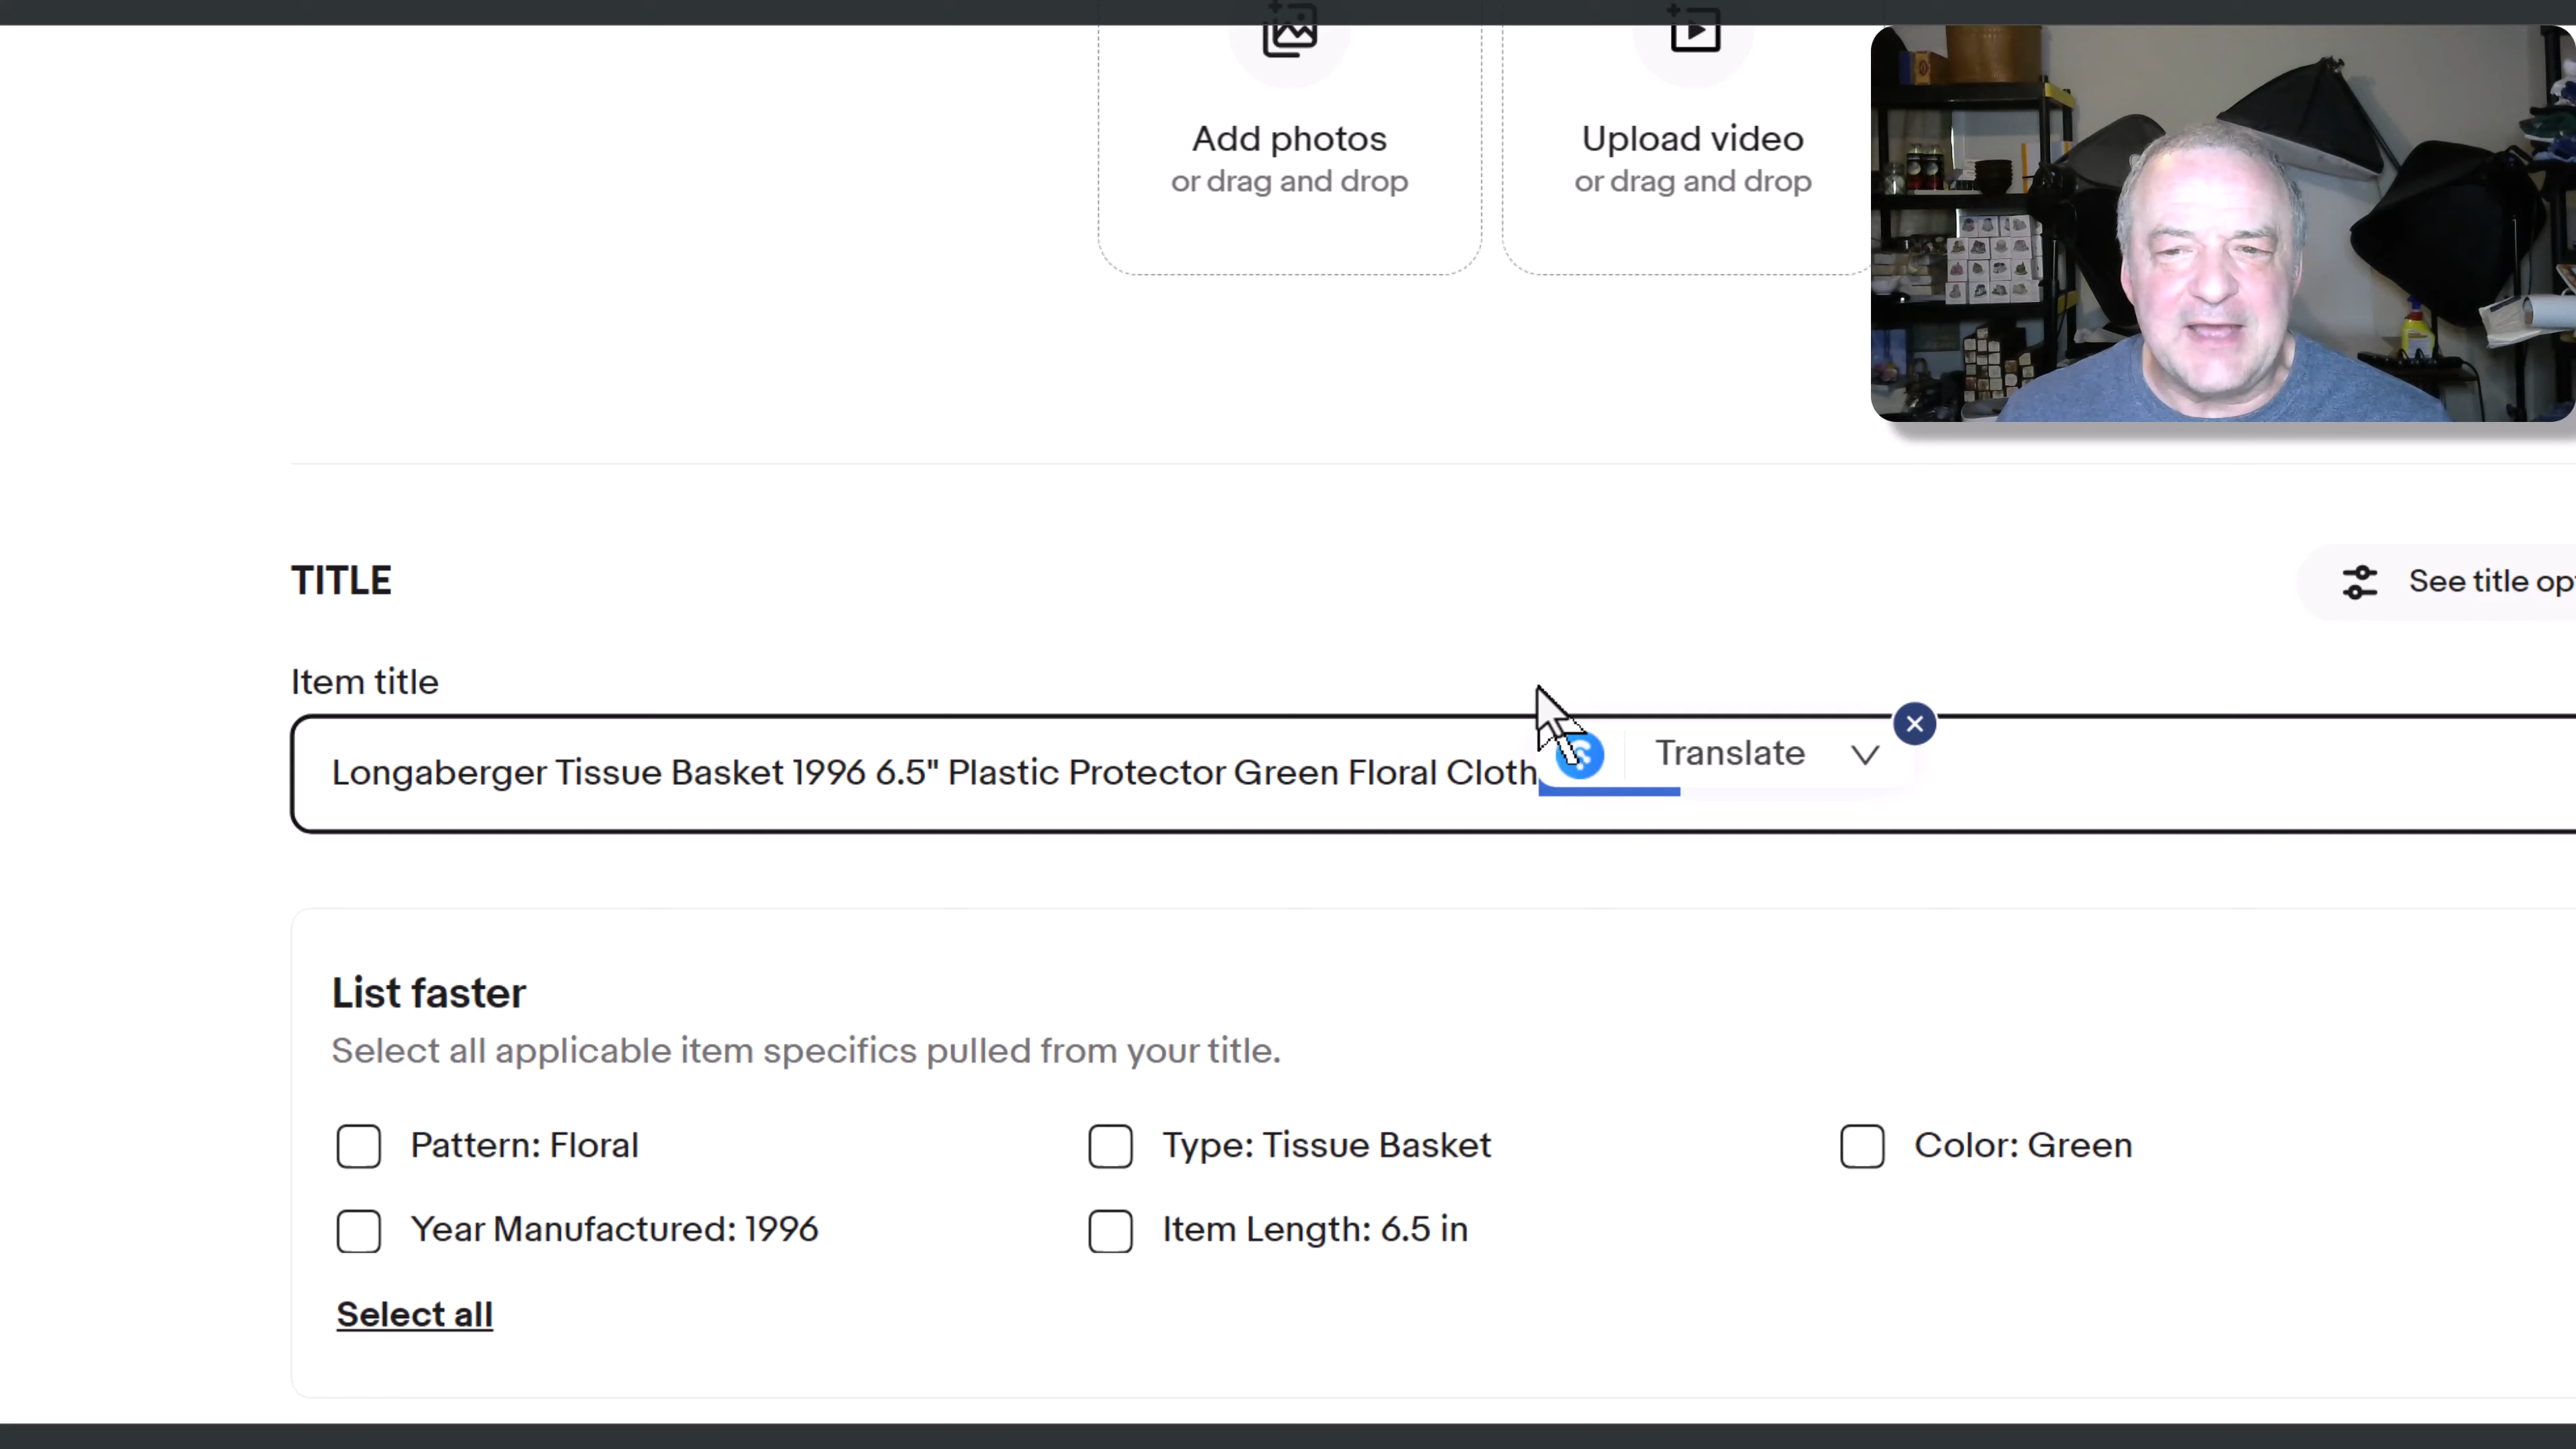 Add photos
or drag and drop
Upload video
or drag and drop
TITLE
See title
Item title
Longaberger Tissue Basket 1996 6.5" Plastic Protector Green Floral Cloth
Translate
List faster
Select all applicable item specifics pulled from your title.
Pattern: Floral
Type: Tissue Basket
Color: Green
Year Manufactured: 1996
Item Length: 6.5 in
Select all